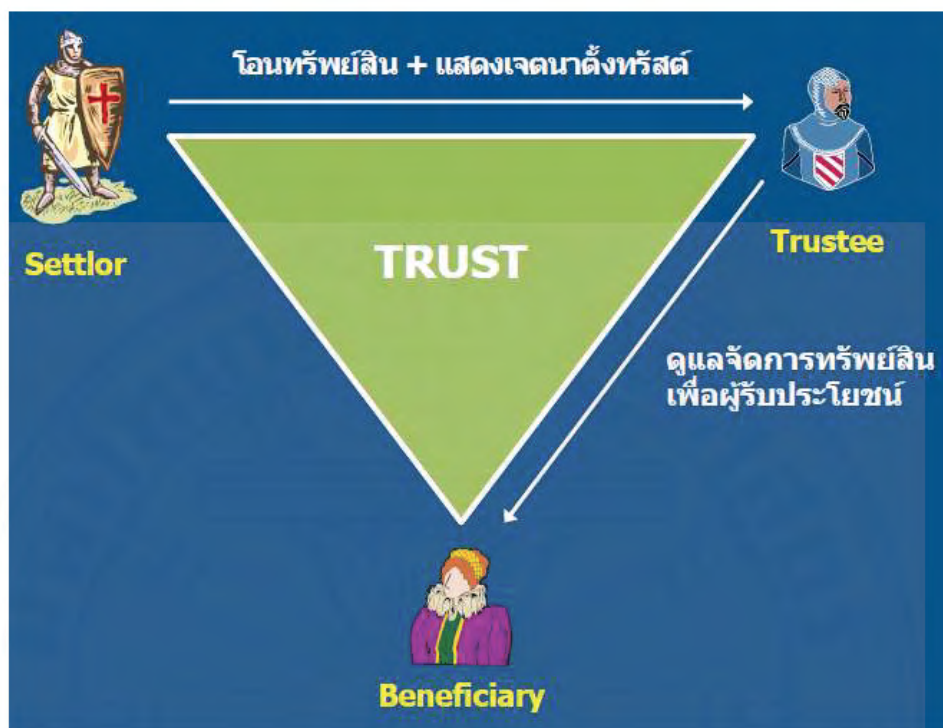 โอนทรัพย์สิน + แสดงเจตนาตั้งทรัสต์
Settlor
TRUST
Trustee
ดูแลจัดการทรัพย์สิน
เพื่อผู้รับประโยชน์
Beneficiary